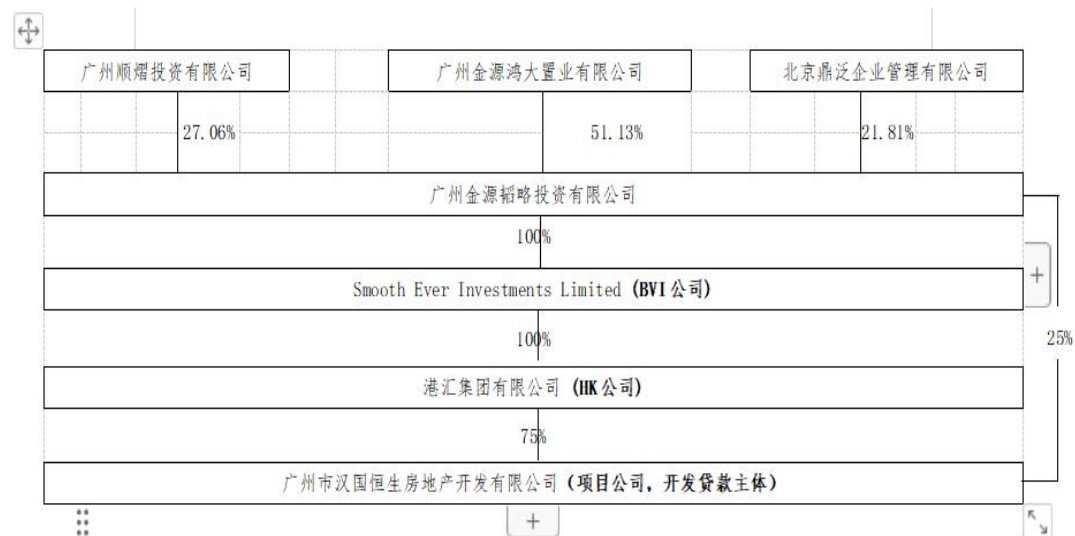 广州顺熠投资有限公司
广州金源鸿大置业有限公司
北京鼎泛企业管理有限公司
27.06%
51.13%
21.81%
广州金源韬略投资有限公司
100%
Smooth Ever Investments Limited (BVI公司)
100%
25%
港汇集团有限公司 (HK公司)
75%
广州市汉国恒生房地产开发有限公司(项目公司, 开发贷款主体)